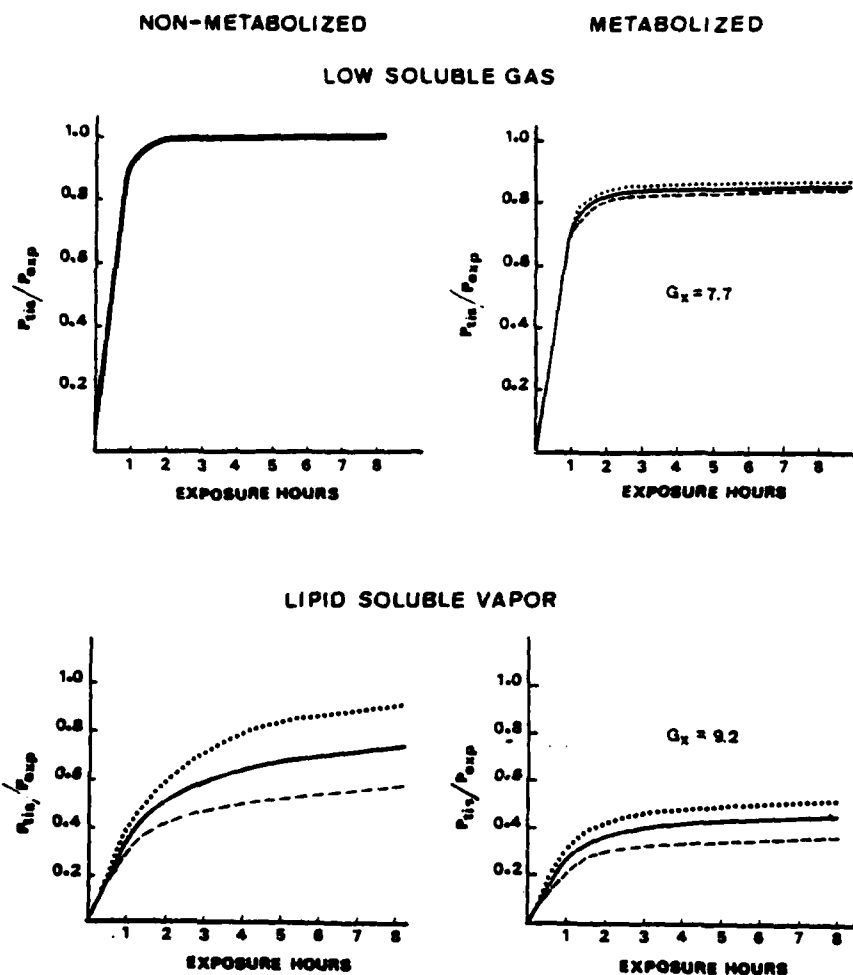 NON-METABOLIZED
METABOLIZED
LOW SOLUBLE GAS
1.0
0.8
0.6
0.4
0.2
Ptis/Pexp
1 2 3 4 5 6 7 8
EXPOSURE HOURS
1.0
0.8
0.6
0.4
0.2
Ptis/Pexp
Gx = 7.7
1 2 3 4 5 6 7 8
EXPOSURE HOURS
LIPID SOLUBLE VAPOR
1.0
0.8
0.6
0.4
0.2
Ptis/Pexp
1 2 3 4 5 6 7 8
EXPOSURE HOURS
1.0
0.8
0.6
0.4
0.2
Ptis/Pexp
Gx = 9.2
1 2 3 4 5 6 7 8
EXPOSURE HOURS